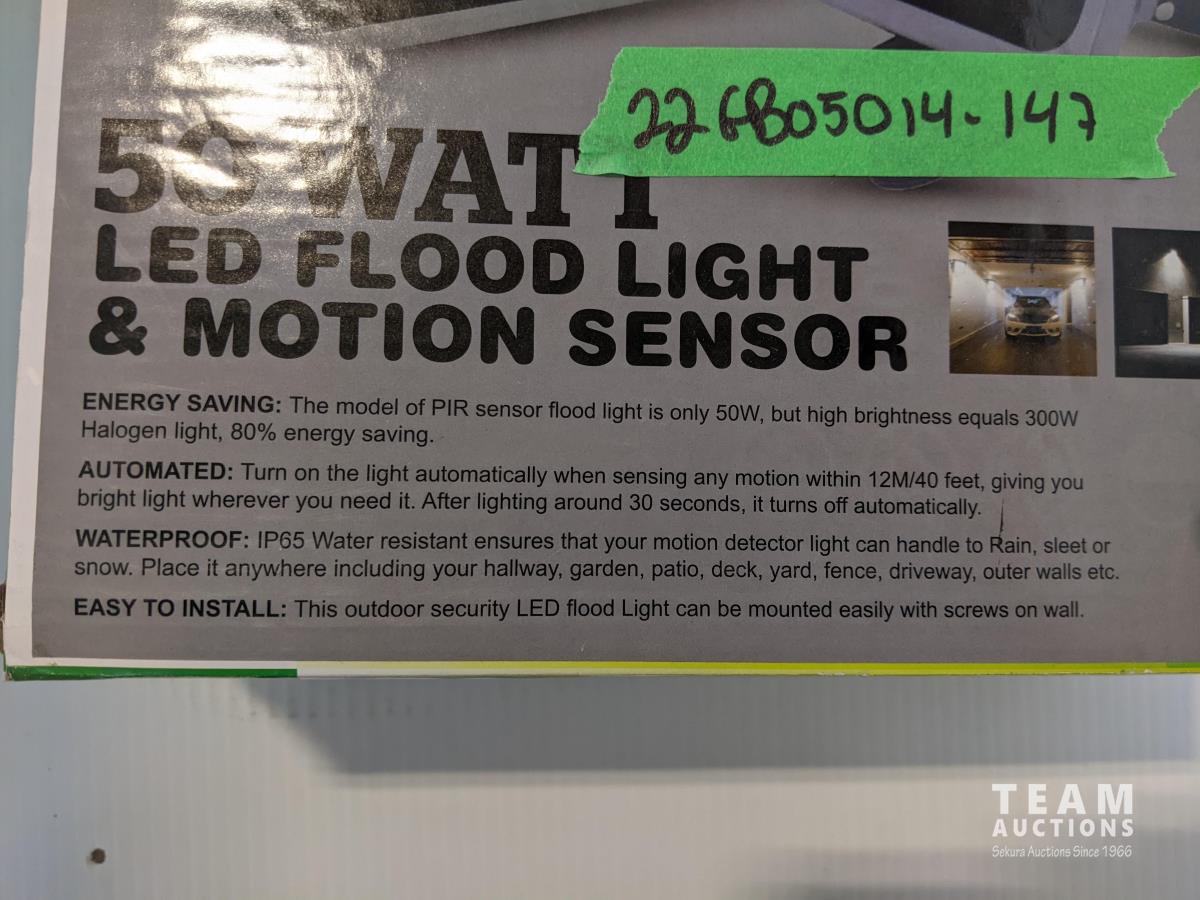 22GB05014-147
50 WATT
LED FLOOD LIGHT
& MOTION SENSOR
ENERGY SAVING: The model of PIR sensor flood light is only 50W, but high brightness equals 300W
Halogen light, 80% energy saving.
AUTOMATED: Turn on the light automatically when sensing any motion within 12M/40 feet, giving you
bright light wherever you need it. After lighting around 30 seconds, it turns off automatically.
WATERPROOF: IP65 Water resistant ensures that your motion detector light can handle to Rain, sleet or
snow. Place it anywhere including your hallway, garden, patio, deck, yard, fence, driveway, outer walls etc.
EASY TO INSTALL: This outdoor security LED flood Light can be mounted easily with screws on wall.
TEAM
AUCTIONS
Sekura Auctions Since 1966